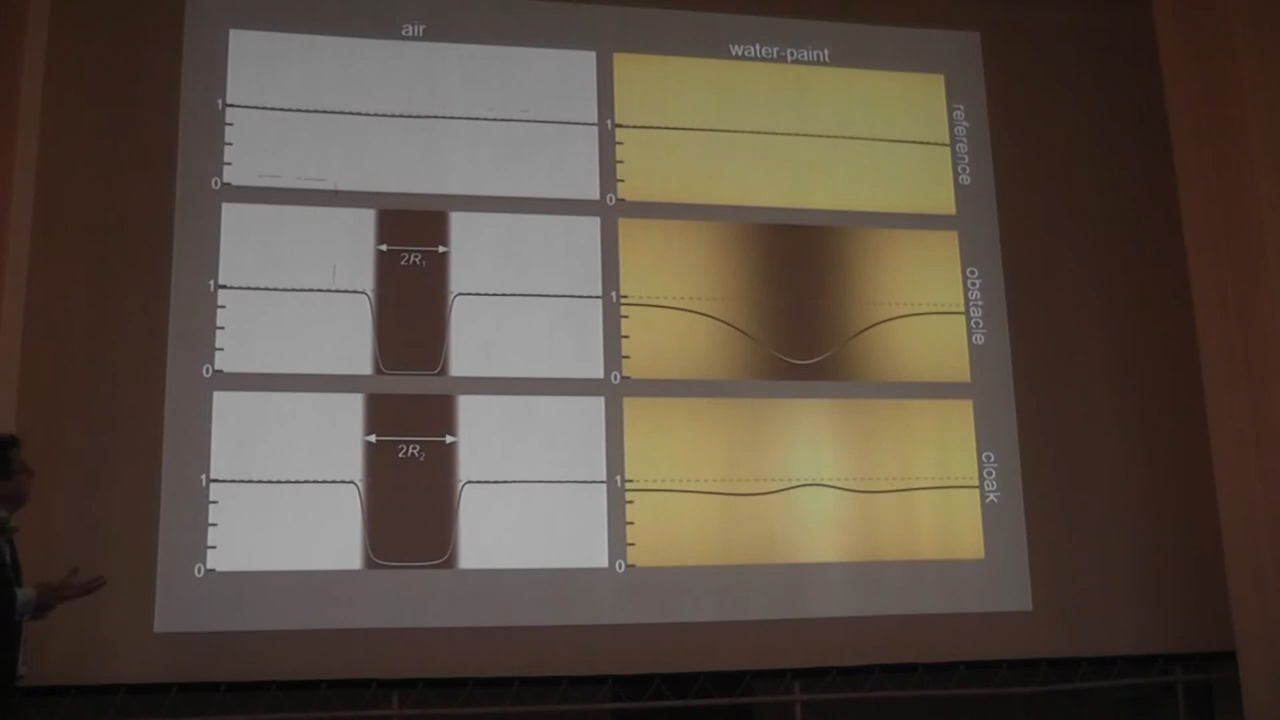 air
water-paint
1
0
1
0
reference
2R₁
1
0
1
0
obstacle
2R₂
1
0
1
0
cloak